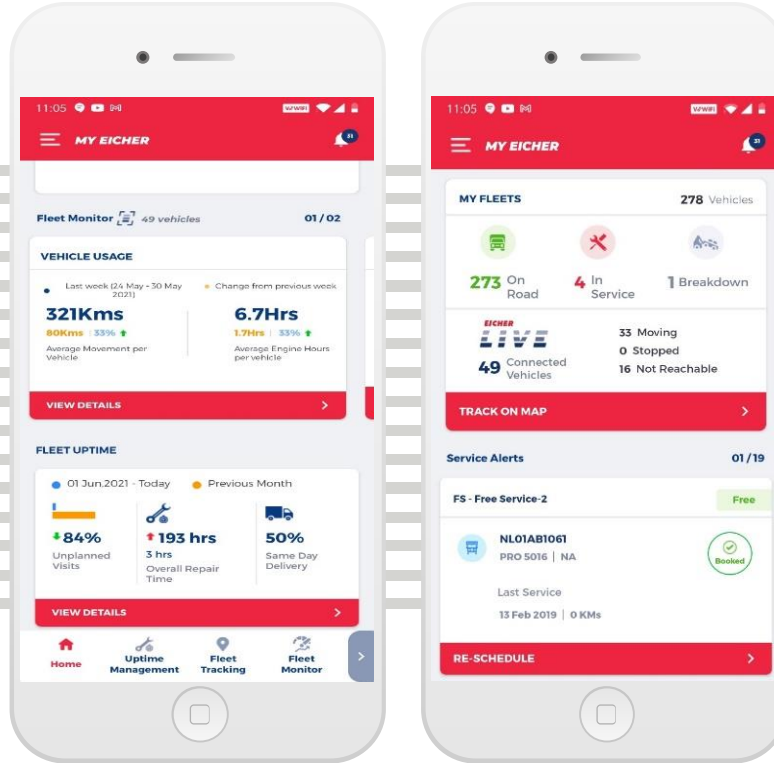 11:05
VoWIFI
MY EICHER
31
Fleet Monitor 49 vehicles 01 / 02
VEHICLE USAGE
Last week (24 May - 30 May 2021)
Change from previous week
321Kms
80Kms | 33%
Average Movement per Vehicle
6.7Hrs
1.7Hrs | 33%
Average Engine Hours per vehicle
VIEW DETAILS >
FLEET UPTIME
01 Jun,2021 - Today
Previous Month
84%
Unplanned Visits
193 hrs
3 hrs
Overall Repair Time
50%
Same Day Delivery
VIEW DETAILS >
Home
Uptime Management
Fleet Tracking
Fleet Monitor
>
11:05
VoWIFI
MY EICHER
31
MY FLEETS 278 Vehicles
273 On Road
4 In Service
1 Breakdown
EICHER
LIVE
49 Connected Vehicles
33 Moving
0 Stopped
16 Not Reachable
TRACK ON MAP >
Service Alerts 01 / 19
FS - Free Service-2 Free
NL01AB1061
PRO 5016 | NA
Booked
Last Service
13 Feb 2019 | 0 KMs
RE-SCHEDULE >